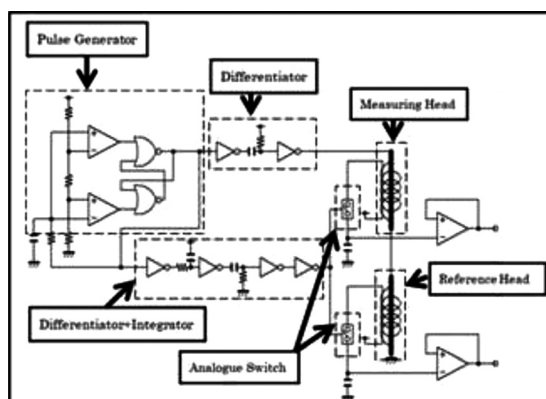 Pulse Generator
Differentiator
Measuring Head
Reference Head
Differentiator+Integrator
Analogue Switch